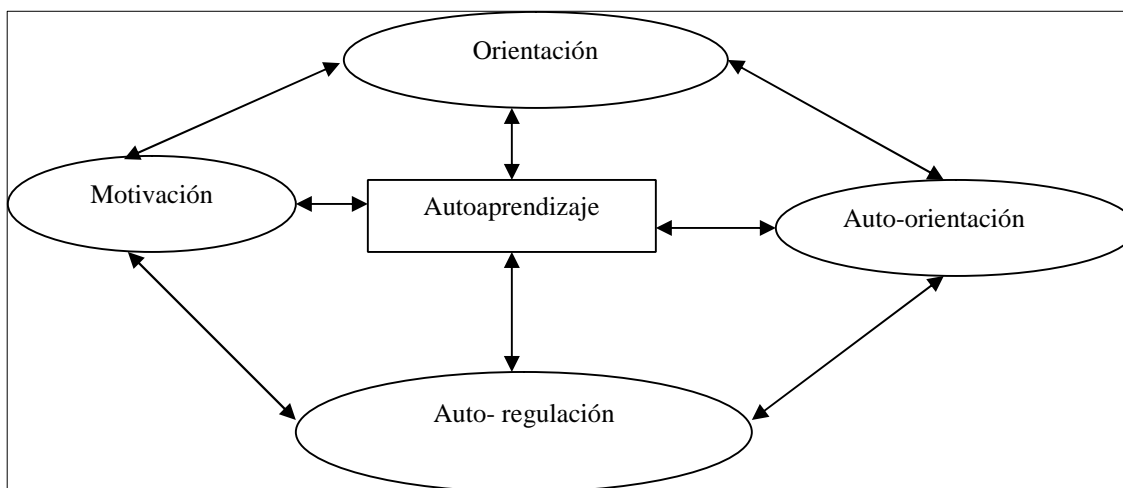 Orientación
Motivación
Autoaprendizaje
Auto-orientación
Auto- regulación